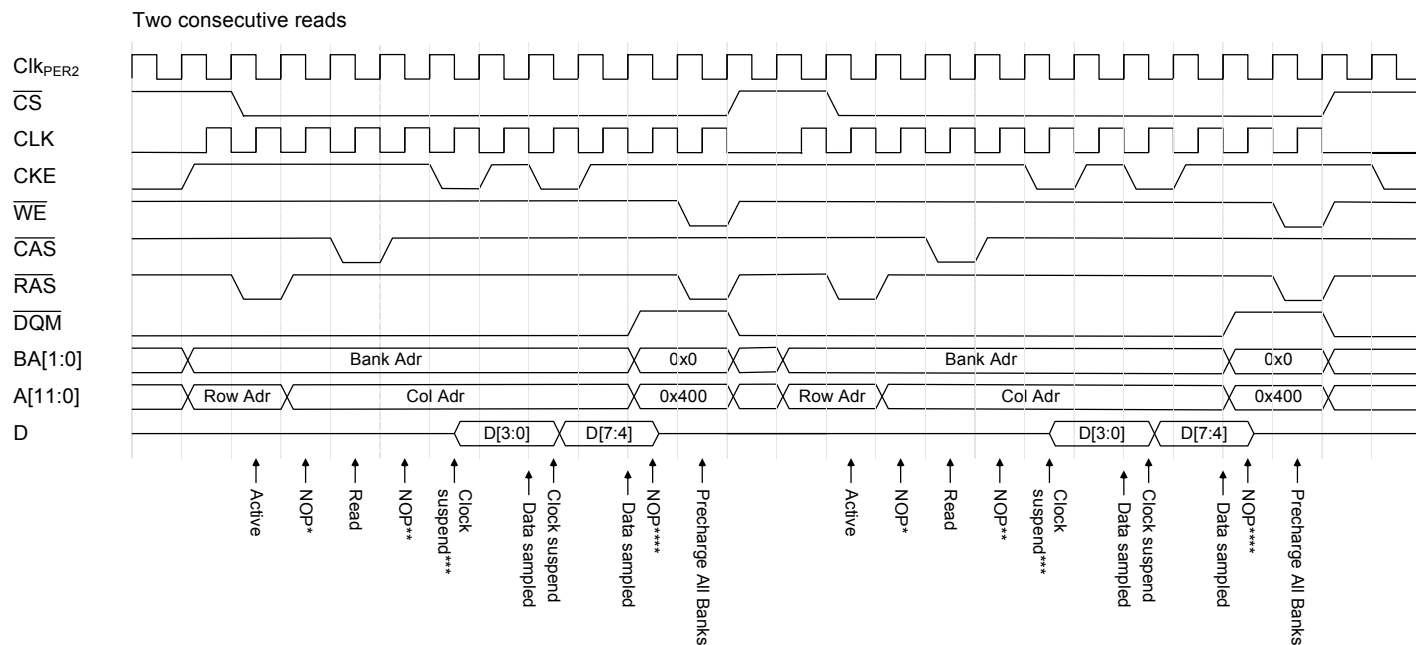 Two consecutive reads
ClkPER2
CS
CLK
CKE
WE
CAS
RAS
DQM
BA[1:0] Bank Adr 0x0 Bank Adr 0x0
A[11:0] Row Adr Col Adr 0x400 Row Adr Col Adr 0x400
D D[3:0] D[7:4] D[3:0] D[7:4]
Active
NOP*
Read
NOP**
Clock
suspend***
Data sampled
Clock suspend
Data sampled
NOP****
Precharge All Banks
Active
NOP*
Read
NOP**
Clock
suspend***
Data sampled
Clock suspend
Data sampled
NOP****
Precharge All Banks